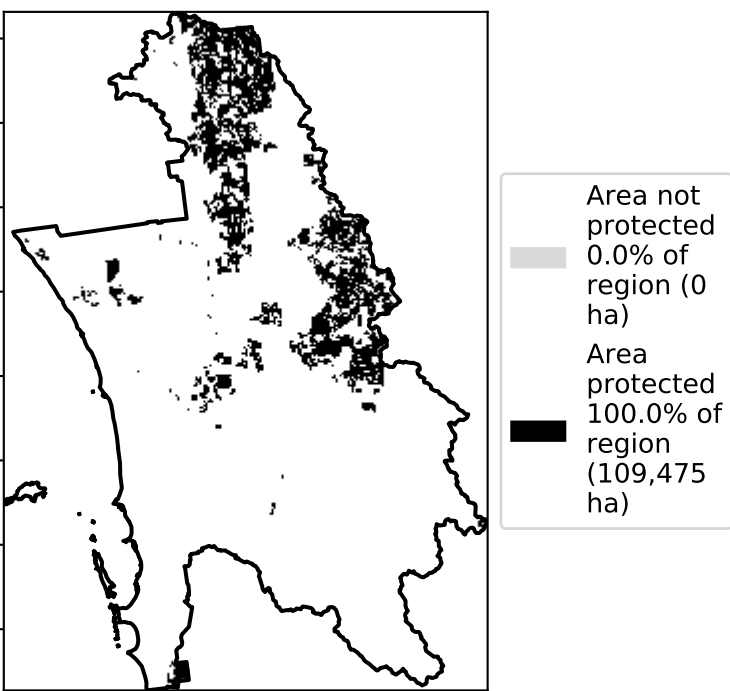 Area not
protected
0.0% of
region (0
ha)
Area
protected
100.0% of
region
(109,475
ha)